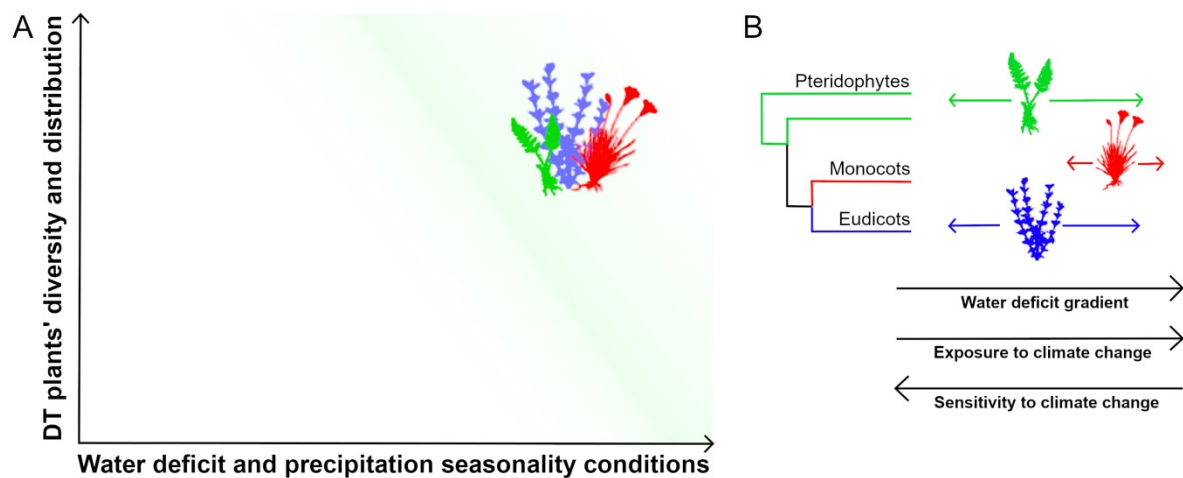 A
DT plants' diversity and distribution
Water deficit and precipitation seasonality conditions
B
Pteridophytes
Monocots
Eudicots
Water deficit gradient
Exposure to climate change
Sensitivity to climate change